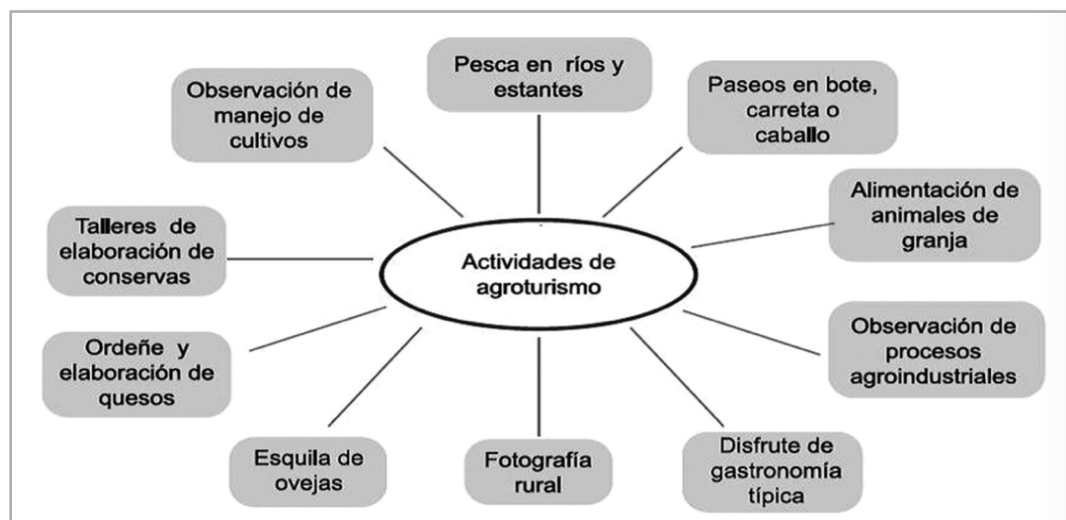 Pesca en ríos y
estantes
Paseos en bote,
carreta o
caballo
Alimentación de
animales de
granja
Observación de
procesos
agroindustriales
Disfrute de
gastronomía
típica
Fotografía
rural
Esquila de
ovejas
Ordeñe y
elaboración de
quesos
Talleres de
elaboración de
conservas
Observación de
manejo de
cultivos
Actividades de
agroturismo